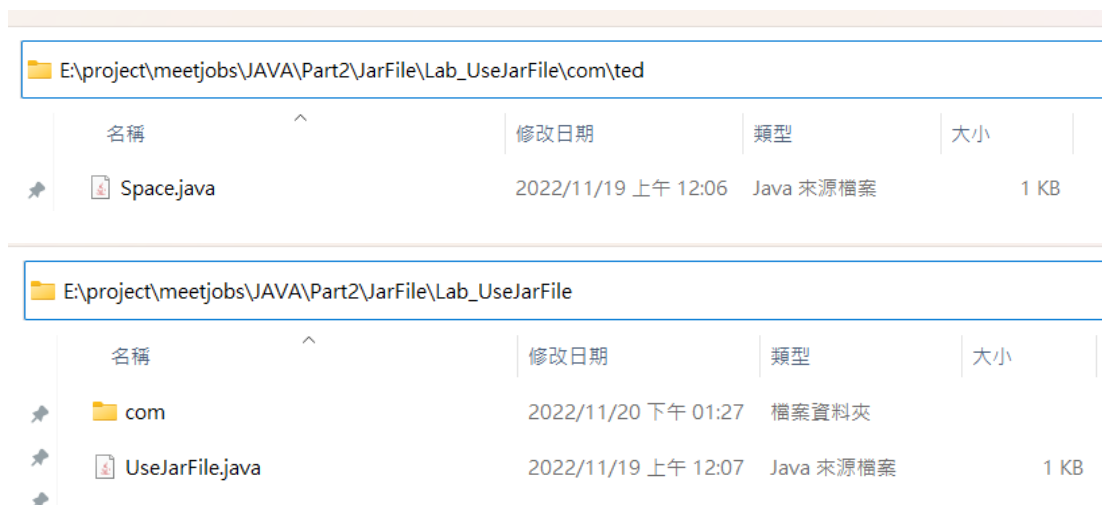 E:\project\meetjobs\JAVA\Part2\JarFile\Lab_UseJarFile\com\ted
名稱 修改日期 類型 大小
Space.java 2022/11/19 上午 12:06 Java 來源檔案 1 KB
E:\project\meetjobs\JAVA\Part2\JarFile\Lab_UseJarFile
名稱 修改日期 類型 大小
com 2022/11/20 下午 01:27 檔案資料夾
UseJarFile.java 2022/11/19 上午 12:07 Java 來源檔案 1 KB